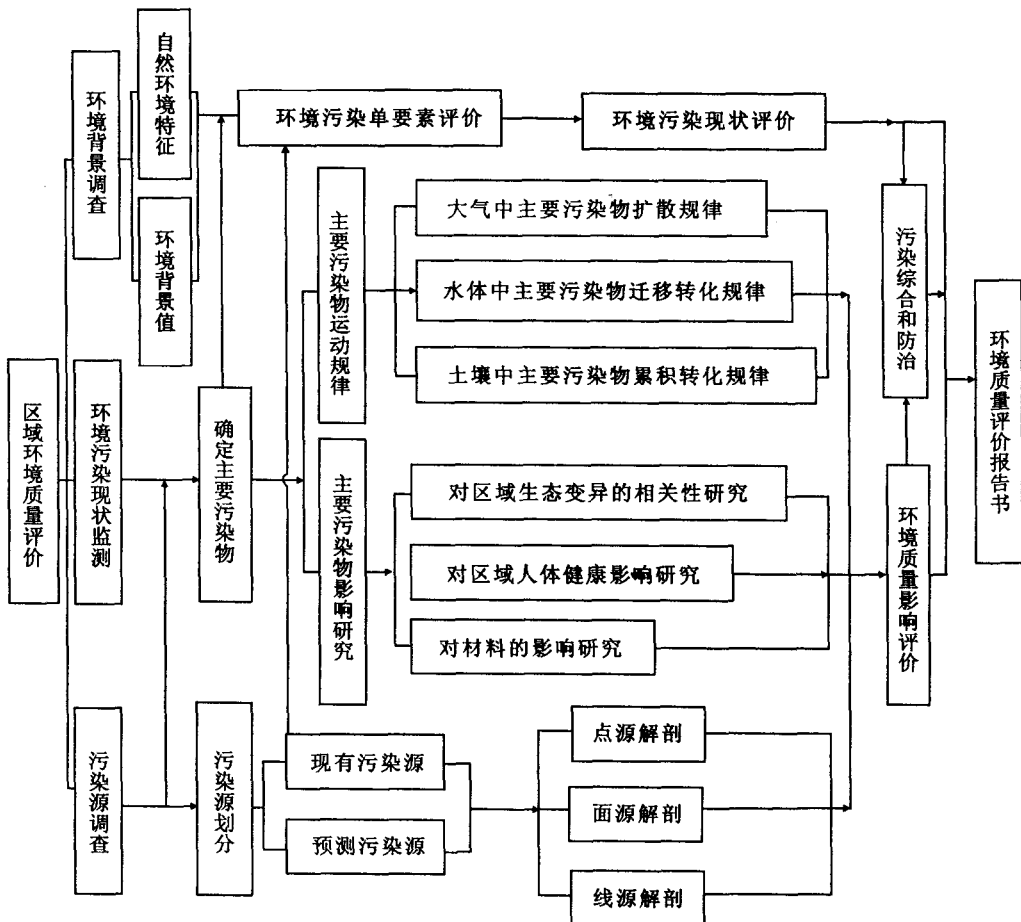 区域环境质量评价
环境背景调查
环境污染现状监测
污染源调查
自然环境特征
环境背景值
确定主要污染物
污染源划分
环境污染单要素评价
环境污染现状评价
主要污染物运动规律
主要污染物影响研究
大气中主要污染物扩散规律
水体中主要污染物迁移转化规律
土壤中主要污染物累积转化规律
对区域生态变异的相关性研究
对区域人体健康影响研究
对材料的影响研究
现有污染源
预测污染源
点源解剖
面源解剖
线源解剖
污染综合和防治
环境质量影响评价
环境质量评价报告书